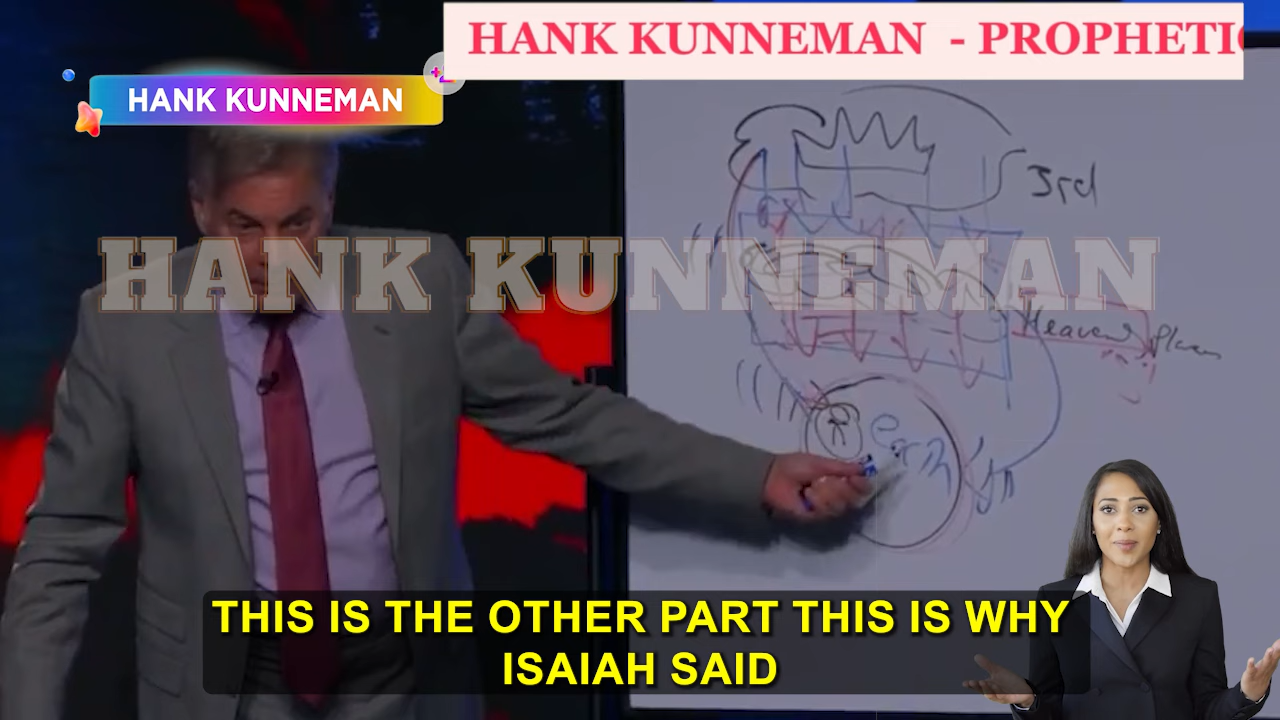 HANK KUNNEMAN - PROPHETIC
HANK KUNNEMAN
3rd
HANK KUNNEMAN
Heavens
Earth
THIS IS THE OTHER PART THIS IS WHY
ISAIAH SAID